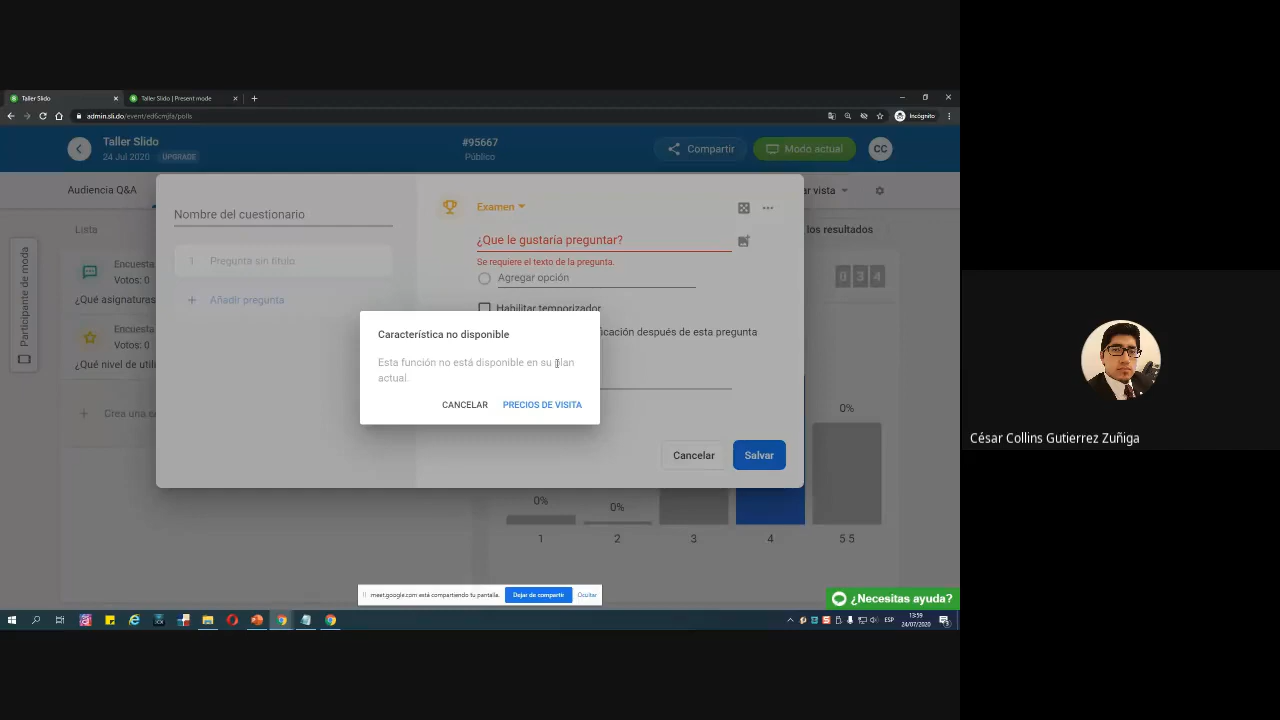 Taller Slido
Taller Slido | Present mode
admin.sli.do/event/
Incógnito
Taller Slido
24 Jul 2020 UPGRADE
#95667
Público
Compartir
Modo actual
CC
Audiencia Q&A
ar vista
Lista
los resultados
Participante de moda
Encuesta
Votos: 0
¿Qué asignaturas
Encuesta
Votos: 0
¿Qué nivel de utili
Crea una e
0 3 4
Nombre del cuestionario
1 Pregunta sin título
Añadir pregunta
Examen
¿Que le gustaría preguntar?
Se requiere el texto de la pregunta.
Agregar opción
Habilitar temporizador
ificación después de esta pregunta
Característica no disponible
Esta función no está disponible en su plan
actual.
CANCELAR PRECIOS DE VISITA
Cancelar
Salvar
0%
0%
0%
1
2
3
4
5 5
meet.google.com está compartiendo tu pantalla.
Dejar de compartir
Ocultar
¿Necesitas ayuda?
ESP
13:59
24/07/2020
César Collins Gutierrez Zuñiga